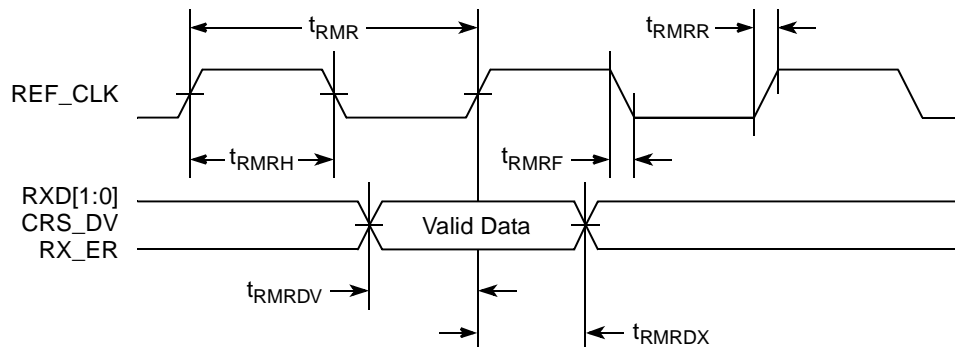 tRMR
tRMRR
REF_CLK
tRMRH
tRMRF
RXD[1:0]
CRS_DV
RX_ER
Valid Data
tRMRDV
tRMRDX